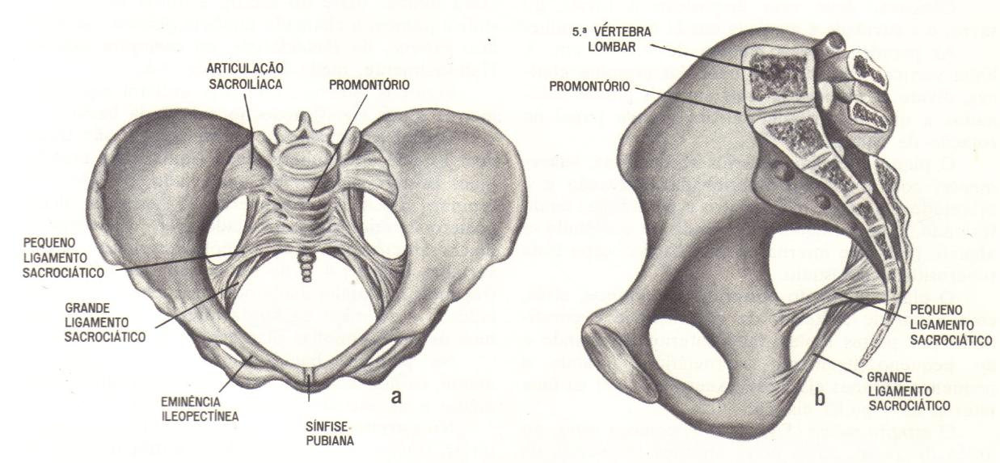 ARTICULAÇÃO
SACROILÍACA
PROMONTÓRIO
PEQUENO
LIGAMENTO
SACROCIÁTICO
GRANDE
LIGAMENTO
SACROCIÁTICO
EMINÊNCIA
ILEOPECTÍNEA
SÍNFISE
PUBIANA
a
5.ª VÉRTEBRA
LOMBAR
PROMONTÓRIO
PEQUENO
LIGAMENTO
SACROCIÁTICO
GRANDE
LIGAMENTO
SACROCIÁTICO
b